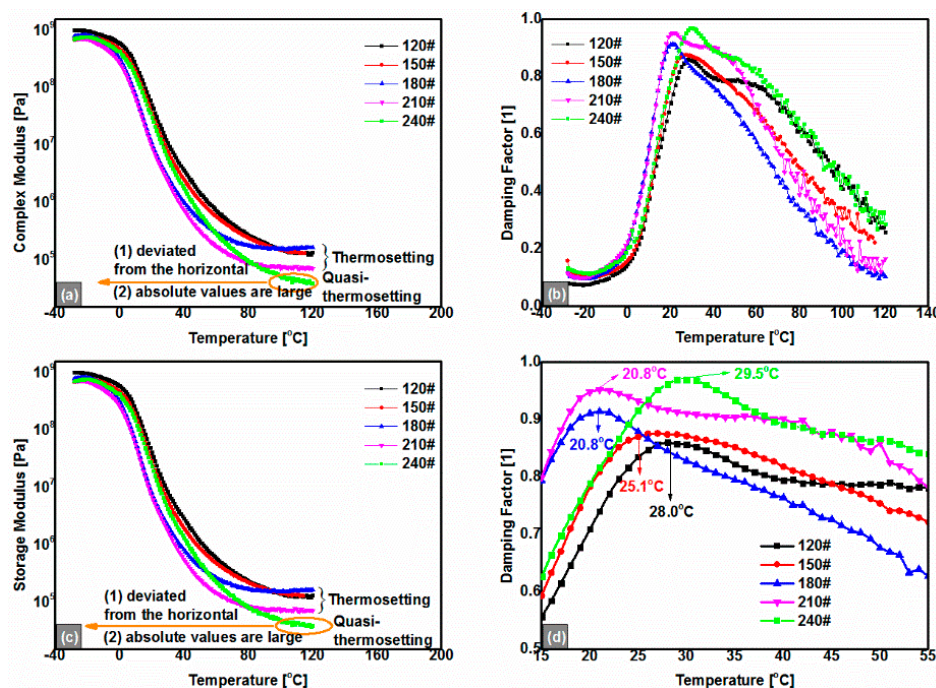 10⁹
10⁸
10⁷
10⁶
10⁵
Complex Modulus [Pa]
120#
150#
180#
210#
240#
(1) deviated
from the horizontal
(2) absolute values are large
Thermosetting
Quasi-
thermosetting
(a)
-40 0 40 80 120 160 200
Temperature [°C]
1.0
0.8
0.6
0.4
0.2
0.0
Damping Factor [1]
120#
150#
180#
210#
240#
(b)
-40 -20 0 20 40 60 80 100 120 140
Temperature [°C]
10⁹
10⁸
10⁷
10⁶
10⁵
Storage Modulus [Pa]
120#
150#
180#
210#
240#
(1) deviated
from the horizontal
(2) absolute values are large
Thermosetting
Quasi-
thermosetting
(c)
-40 0 40 80 120 160 200
Temperature [°C]
1.0
0.9
0.8
0.7
0.6
0.5
Damping Factor [1]
20.8°C
29.5°C
20.8°C
25.1°C
28.0°C
120#
150#
180#
210#
240#
(d)
15 20 25 30 35 40 45 50 55
Temperature [°C]